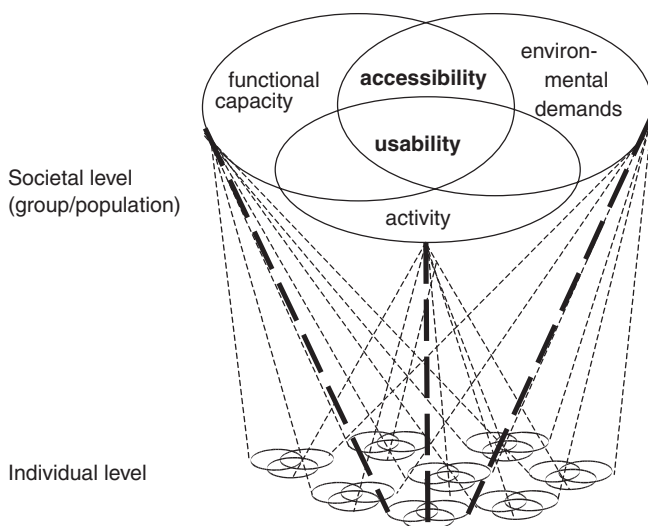 environ-
mental
demands
functional
capacity
accessibility
usability
activity
Societal level
(group/population)
Individual level